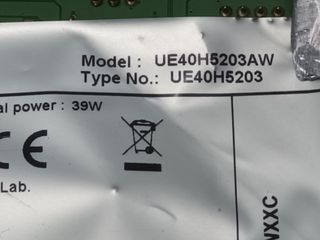 Model : UE40H5203AW
Type No.: UE40H5203
al power : 39W
CE
Lab.
WXXC